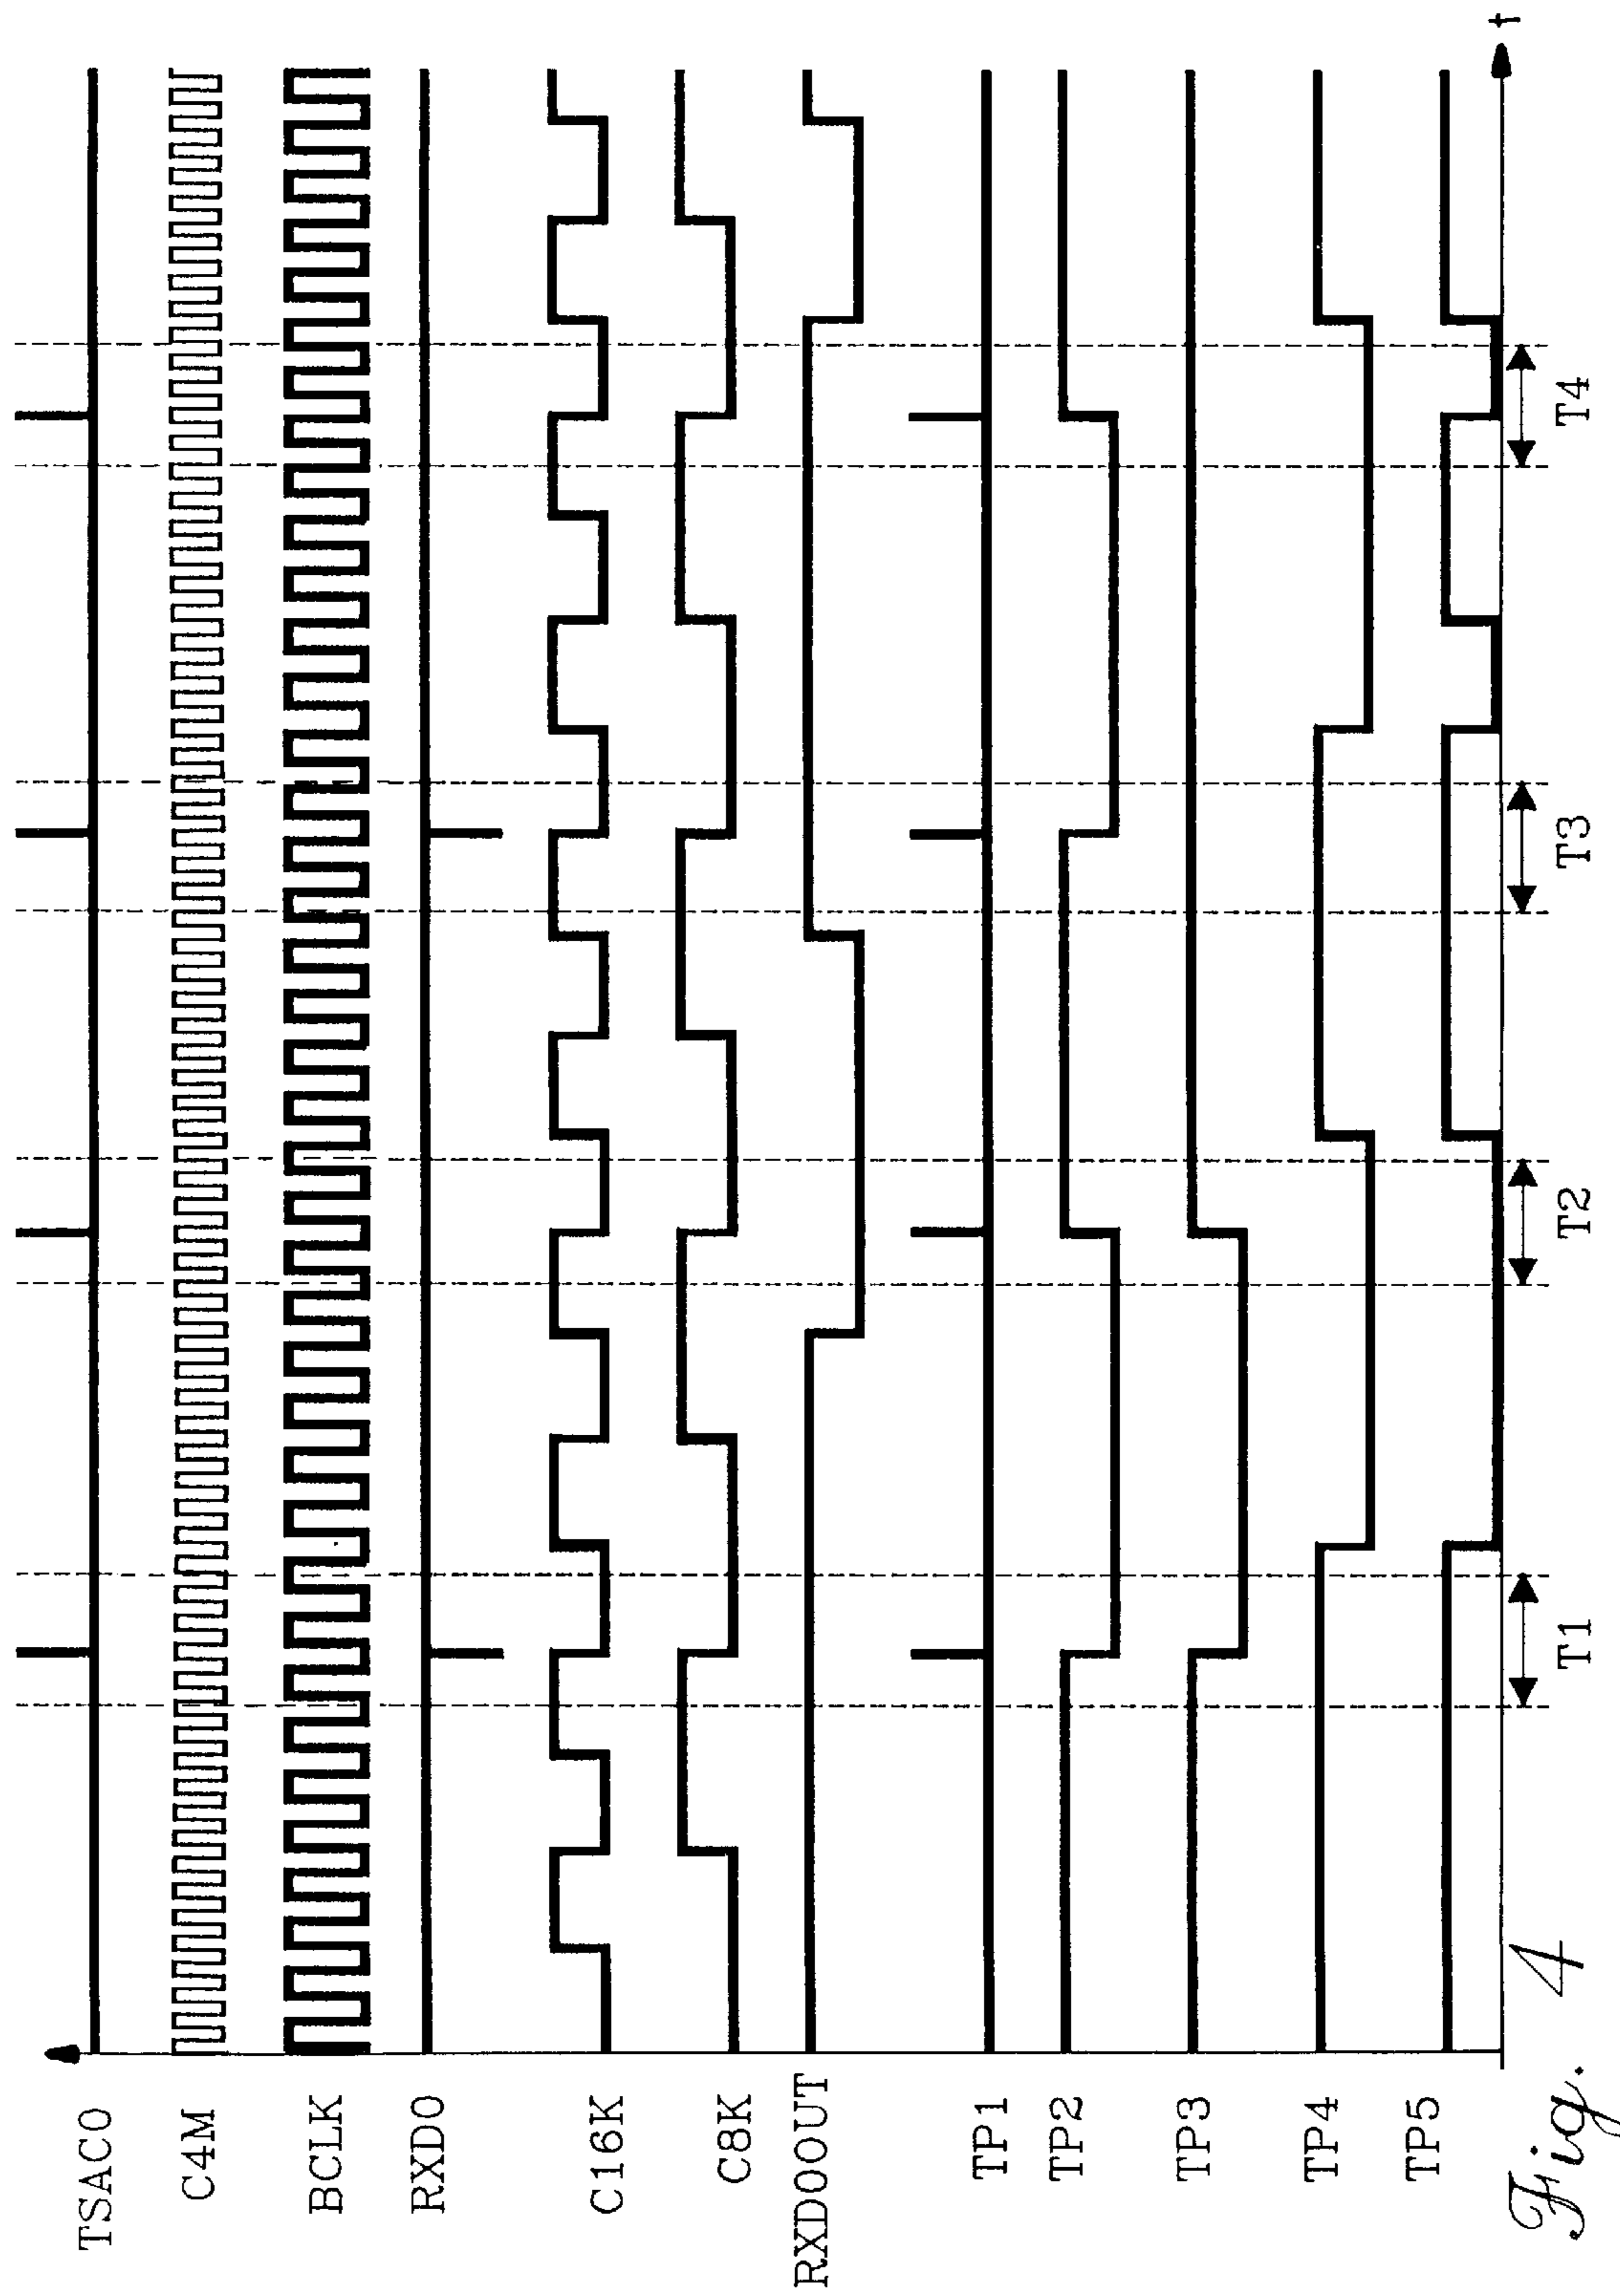 TSAC0
C4M
BCLK
RXD0
C16K
C8K
RXD0OUT
TP1
TP2
TP3
TP4
TP5
T1
T2
T3
T4
t
Fig. 4